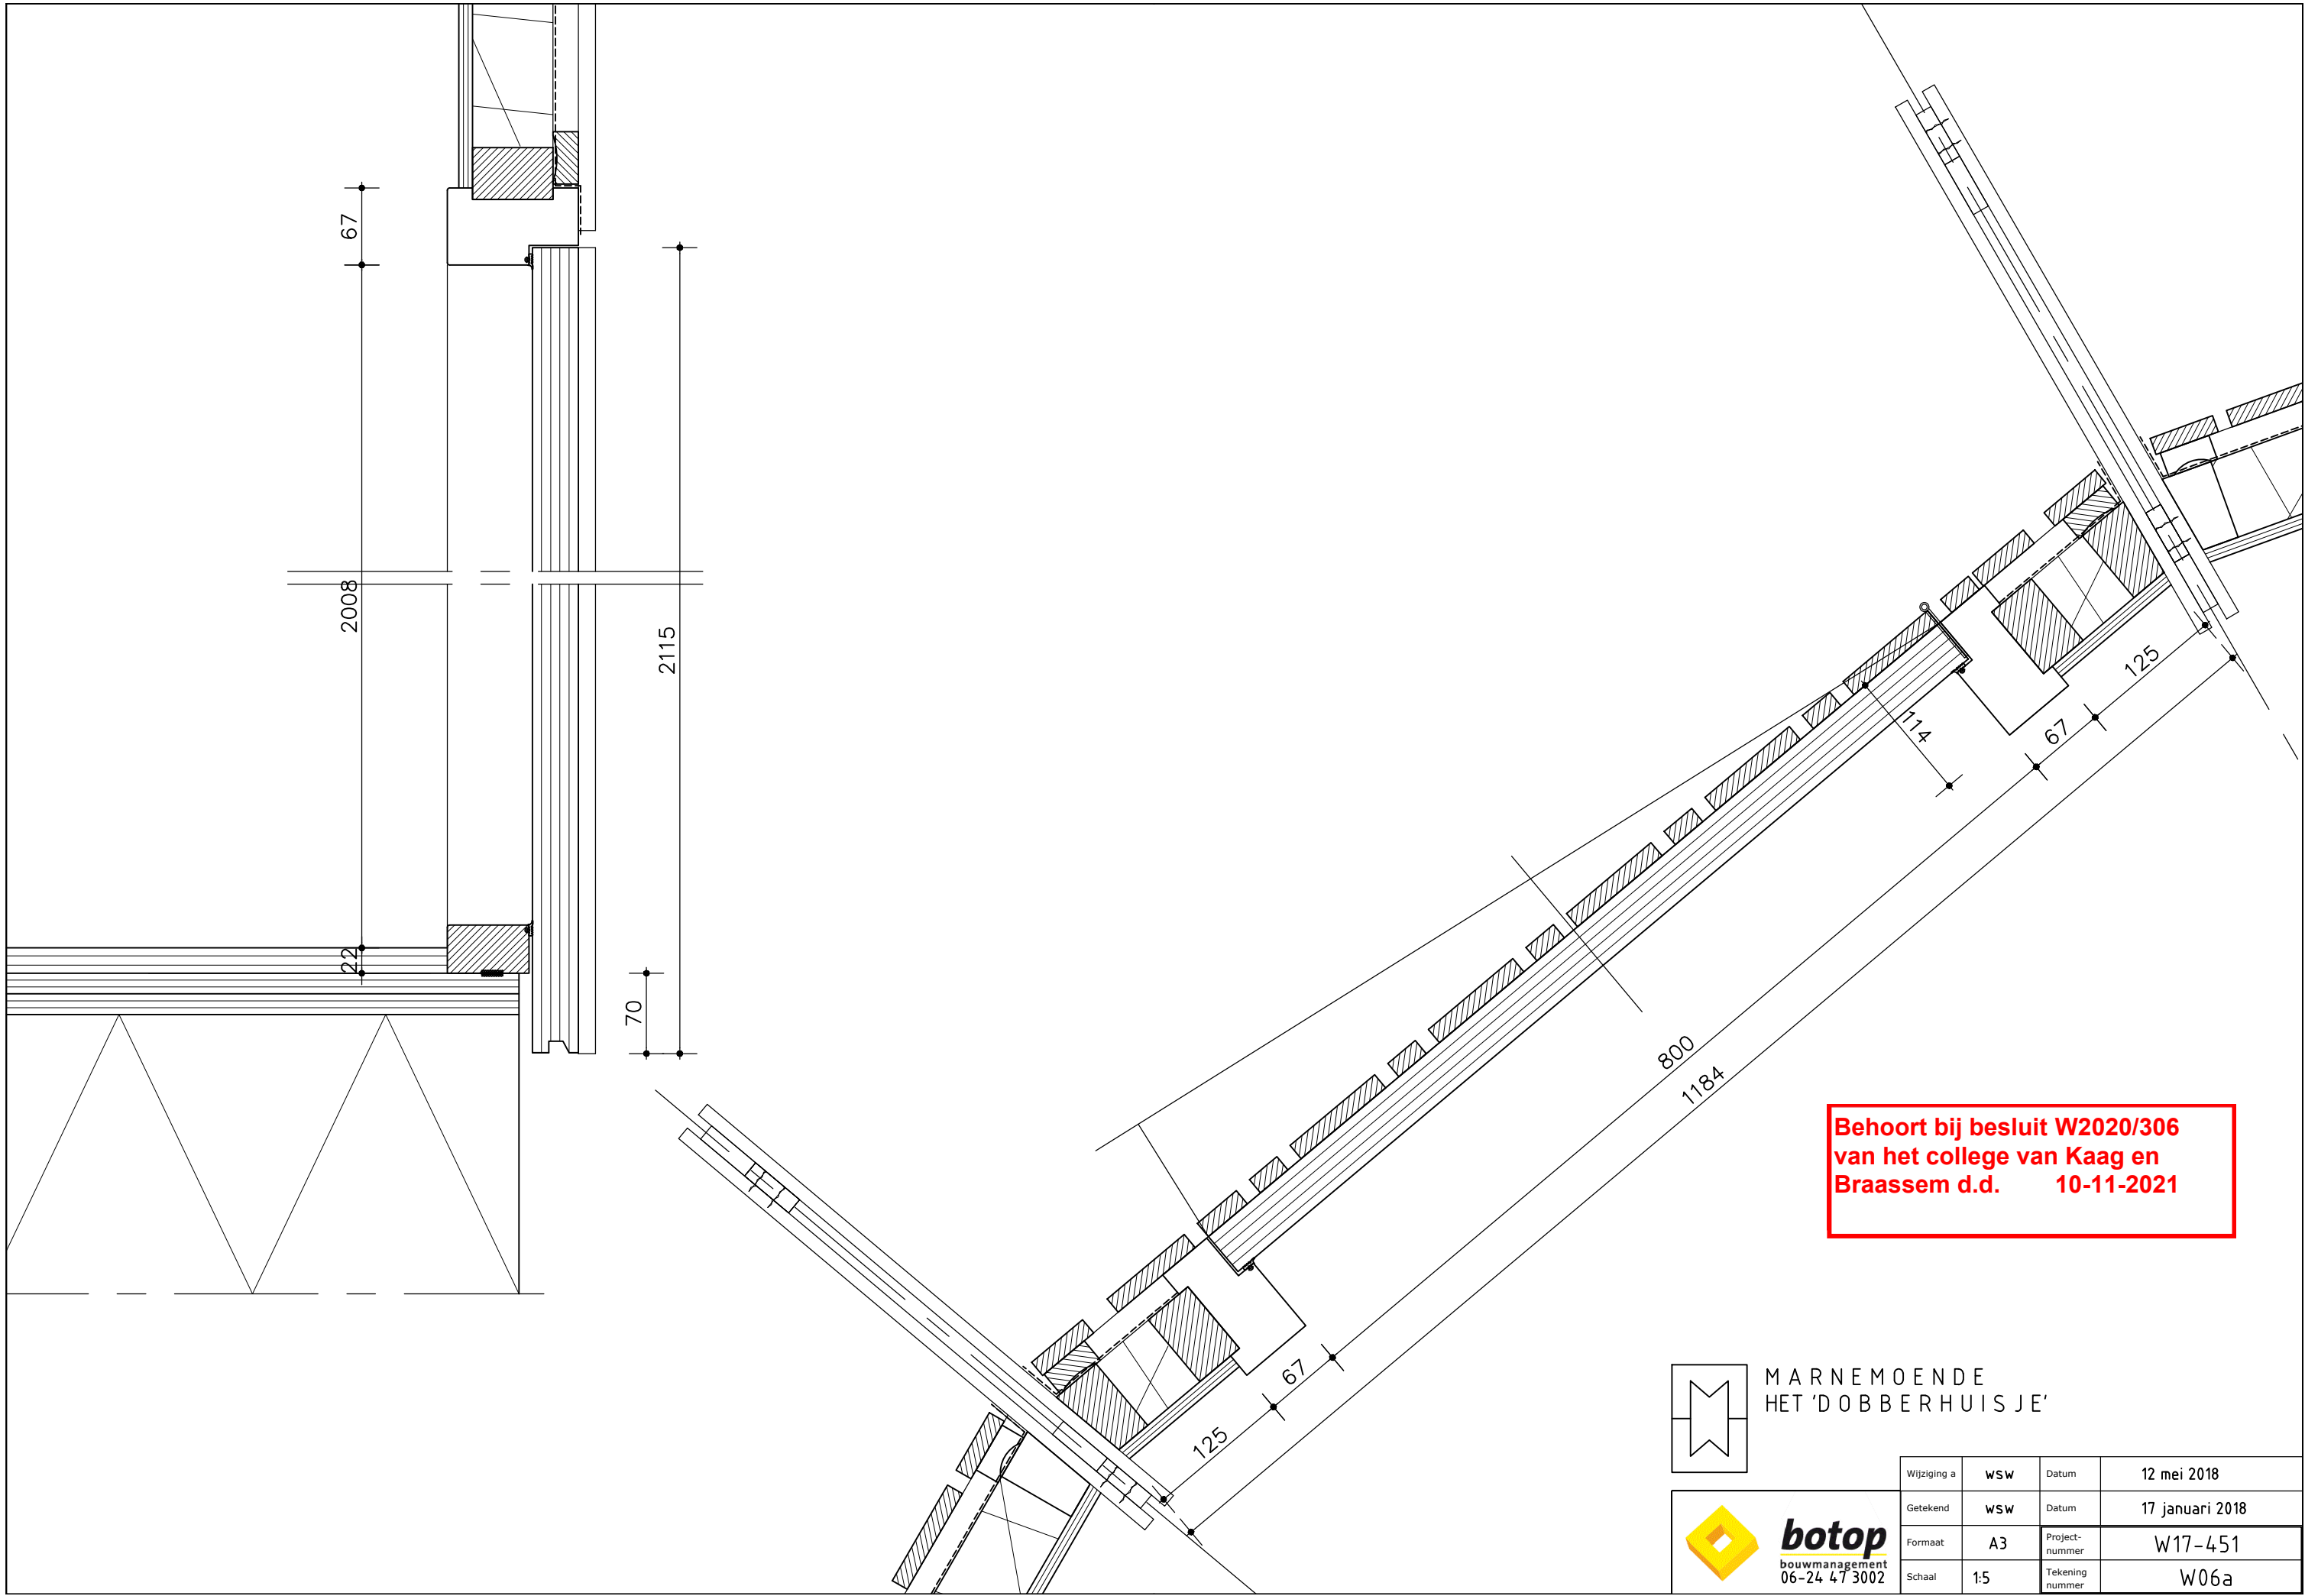 67
2008
2115
22
70
125
67
114
800
1184
67
125
Behoort bij besluit W2020/306
van het college van Kaag en
Braassem d.d. 10-11-2021
MARNEMOENDE
HET 'DOBBERHUISJE'
Wijziging a WSW Datum 12 mei 2018
Getekend WSW Datum 17 januari 2018
Formaat A3 Project-
nummer W17-451
Schaal 1:5 Tekening
nummer W06a
botop
bouwmanagement
06-24 47 3002